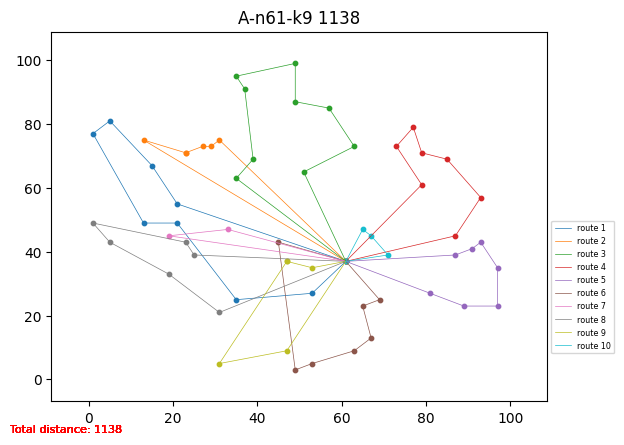 A-n61-k9 1138
100
80
60
40
20
0
0 20 40 60 80 100
route 1
route 2
route 3
route 4
route 5
route 6
route 7
route 8
route 9
route 10
Total distance: 1138